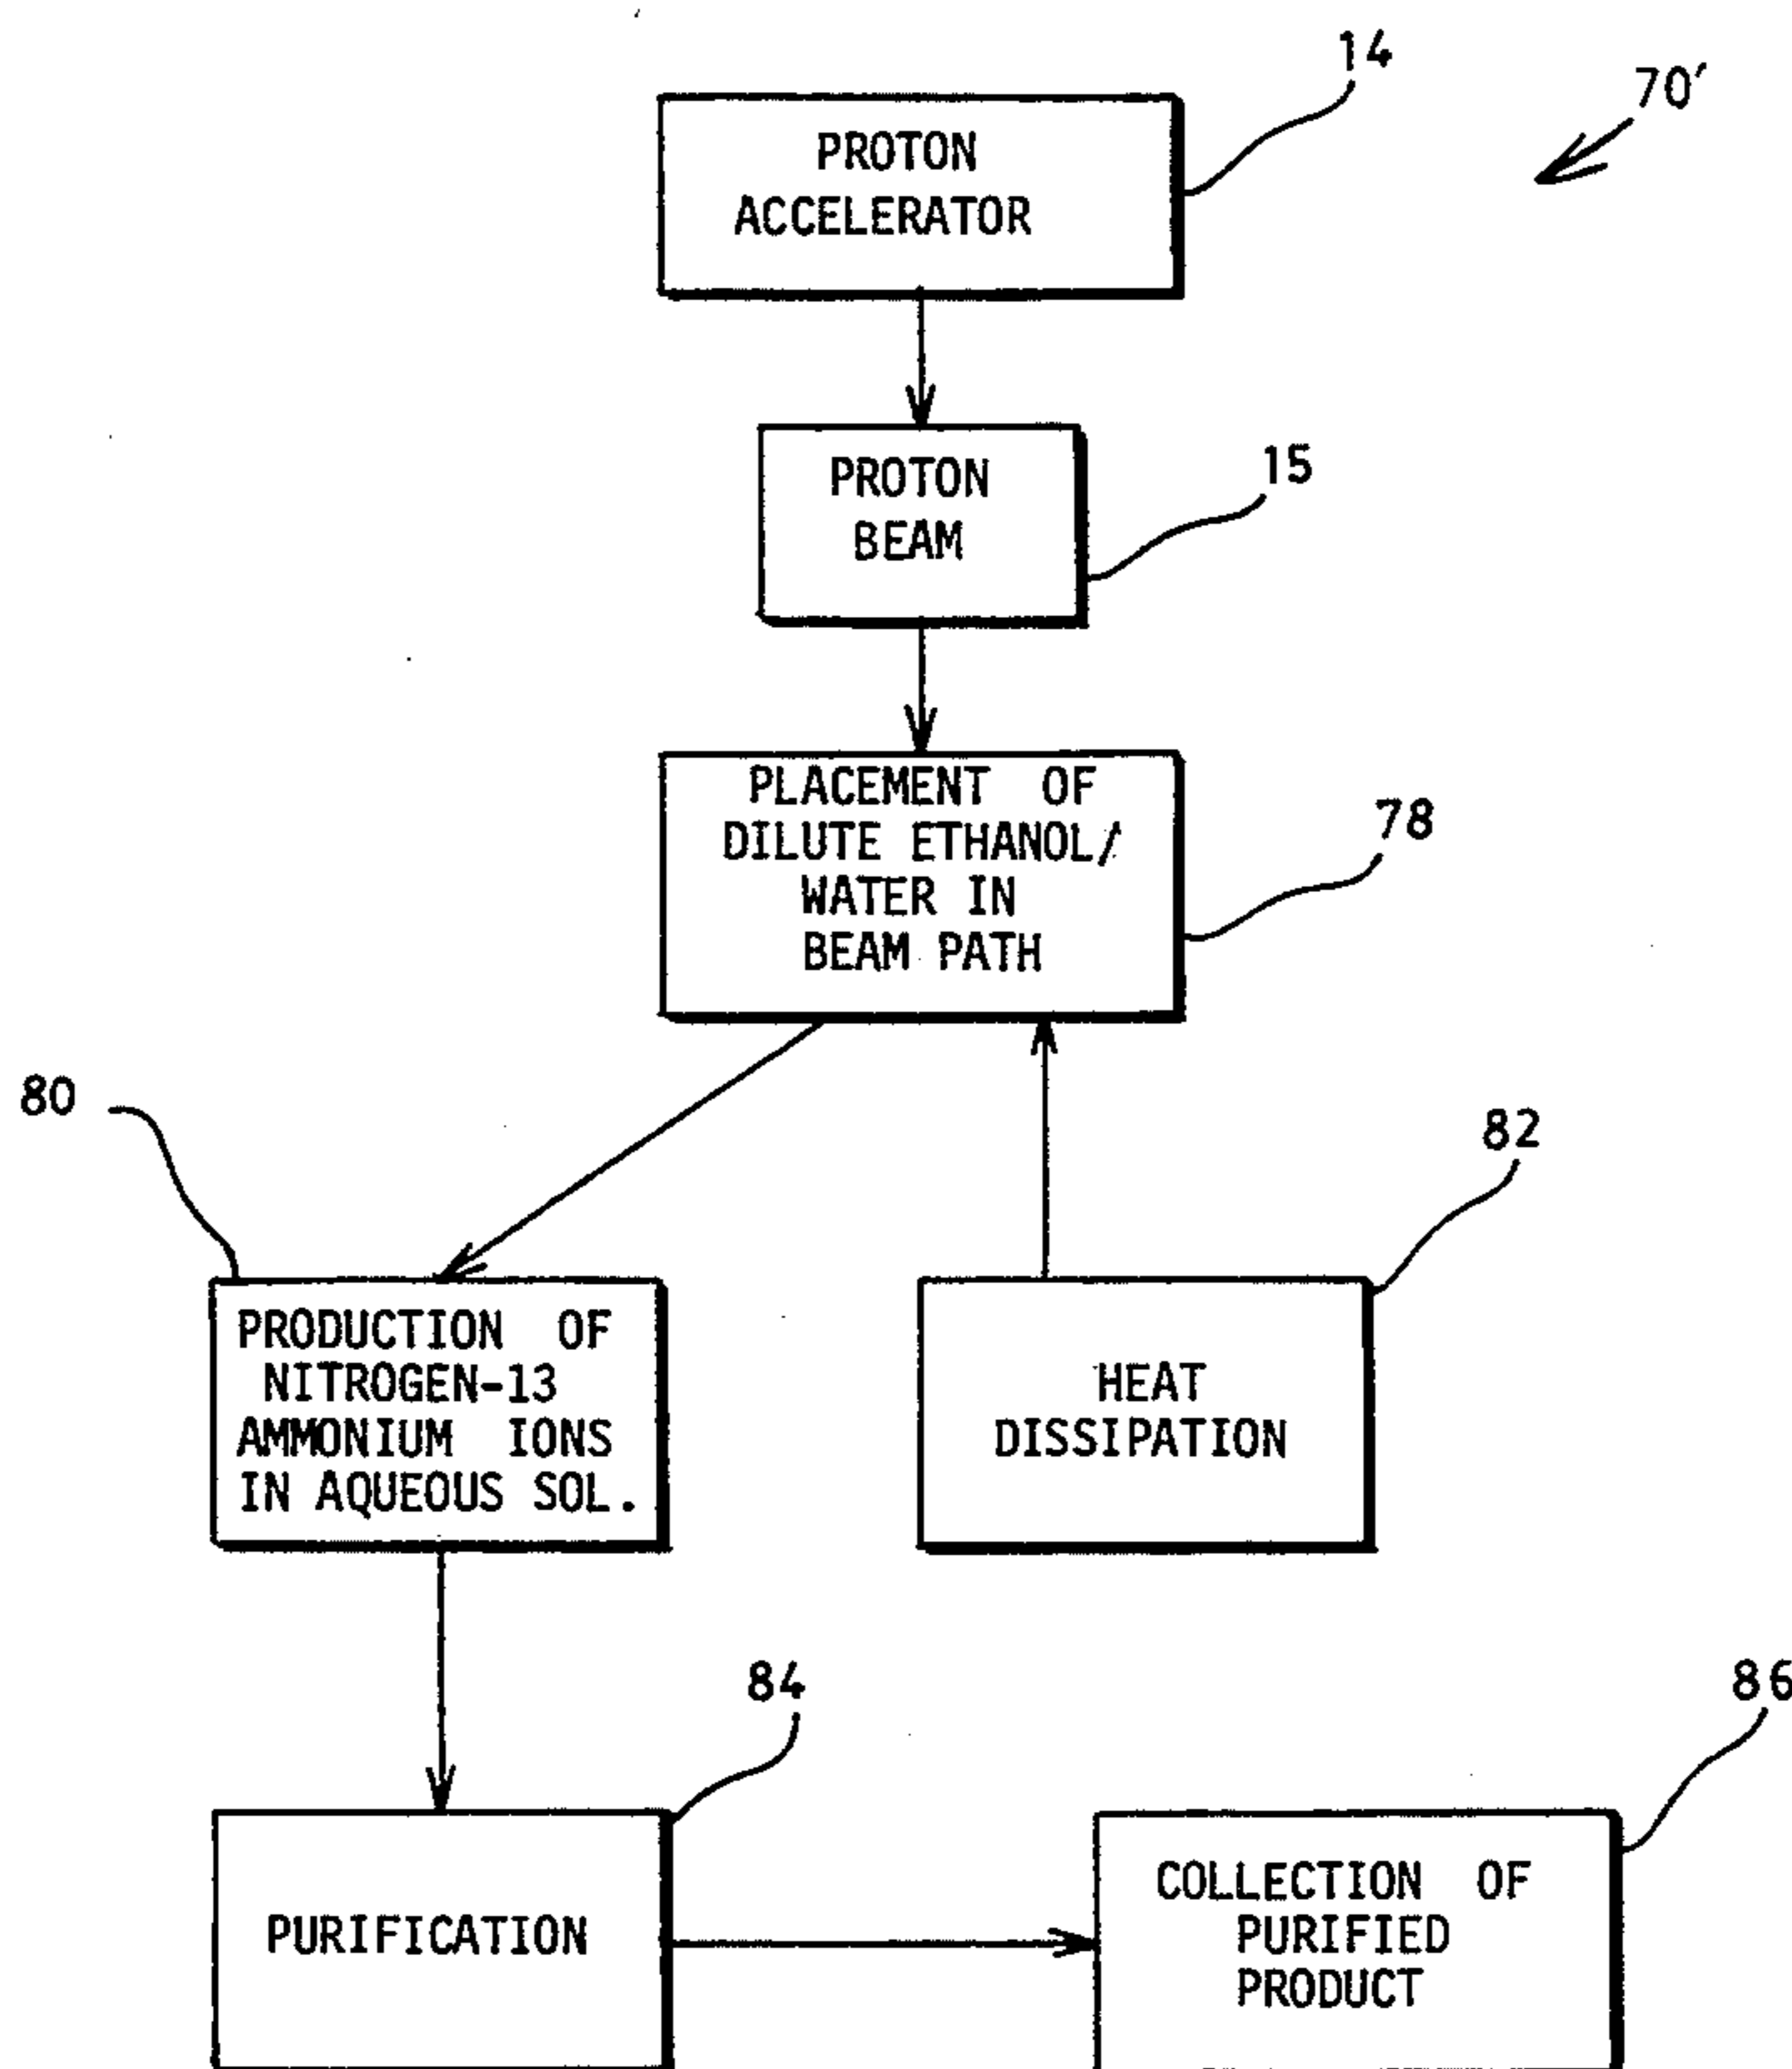 14
70'
PROTON
ACCELERATOR
15
PROTON
BEAM
78
PLACEMENT OF
DILUTE ETHANOL/
WATER IN
BEAM PATH
80
82
PRODUCTION OF
NITROGEN-13
AMMONIUM IONS
IN AQUEOUS SOL.
HEAT
DISSIPATION
84
86
PURIFICATION
COLLECTION OF
PURIFIED
PRODUCT